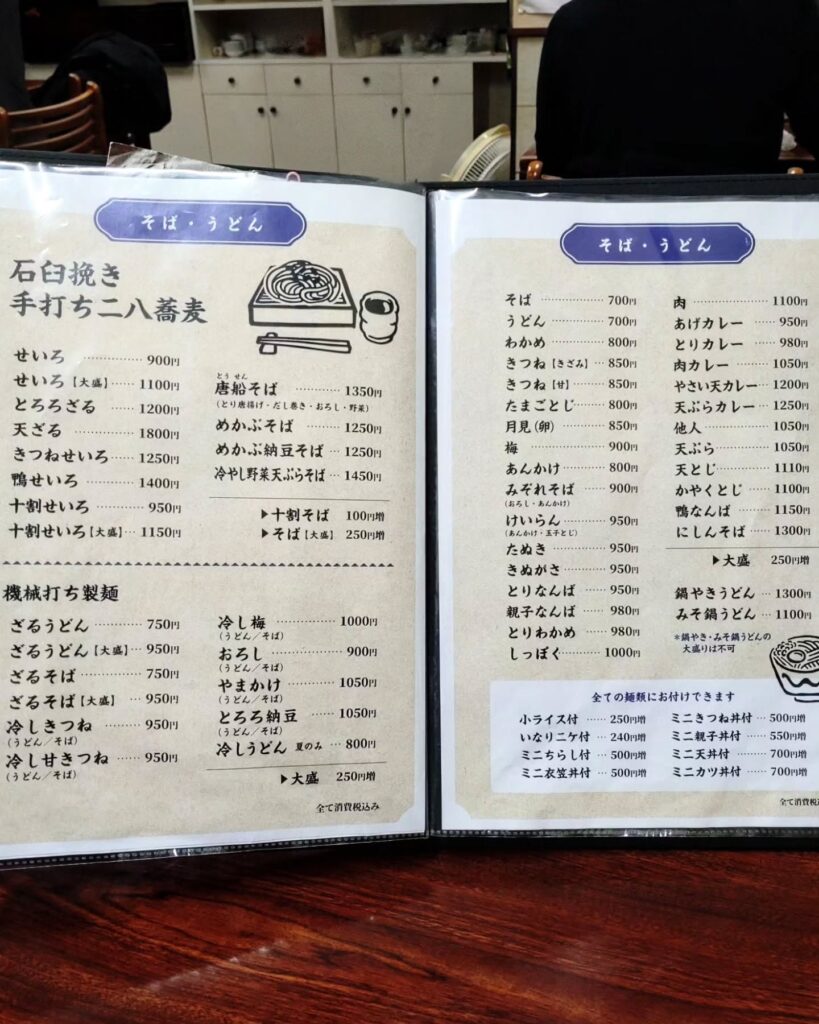 そば・うどん
石臼挽き
手打ち二八蕎麦
せいろ ………… 900円
せいろ【大盛】…… 1100円
とろろざる …… 1200円
天ざる ………… 1800円
きつねせいろ…… 1250円
鴨せいろ ……… 1400円
十割せいろ ……… 950円
十割せいろ【大盛】… 1150円
とう せん
唐船そば ………… 1350円
(とり唐揚げ・だし巻き・おろし・野菜)
めかぶそば …… 1250円
めかぶ納豆そば … 1250円
冷やし野菜天ぷらそば … 1450円
▶十割そば 100円増
▶そば【大盛】 250円増
機械打ち製麺
ざるうどん ……… 750円
ざるうどん【大盛】… 950円
ざるそば ………… 750円
ざるそば【大盛】 … 950円
冷しきつね ……… 950円
(うどん/そば)
冷し甘きつね …… 950円
(うどん/そば)
冷し梅 ………… 1000円
(うどん/そば)
おろし ………… 900円
(うどん/そば)
やまかけ ……… 1050円
(うどん/そば)
とろろ納豆 …… 1050円
(うどん/そば)
冷しうどん 夏のみ … 800円
▶大盛 250円増
全て消費税込み
そば・うどん
そば ………… 700円
うどん ………… 700円
わかめ ………… 800円
きつね【きざみ】… 850円
きつね【甘】 …… 850円
たまごとじ……… 800円
月見(卵) ……… 850円
梅 ………… 900円
あんかけ ……… 800円
みぞれそば …… 900円
(おろし・あんかけ)
けいらん ……… 950円
(あんかけ・玉子とじ)
たぬき ………… 950円
きぬがさ ……… 950円
とりなんば …… 950円
親子なんば …… 980円
とりわかめ …… 980円
しっぽく ……… 1000円
肉 ………… 1100円
あげカレー …… 950円
とりカレー …… 980円
肉カレー ……… 1050円
やさい天カレー… 1200円
天ぷらカレー… 1250円
他人 ………… 1050円
天ぷら ………… 1050円
天とじ ………… 1110円
かやくとじ …… 1100円
鴨なんば ……… 1150円
にしんそば …… 1300円
▶大盛 250円増
鍋やきうどん … 1300円
みそ鍋うどん … 1100円
*鍋やき・みそ鍋うどんの
大盛りは不可
全ての麺類にお付けできます
小ライス付 …… 250円増
いなり二ケ付 … 240円増
ミニちらし付 … 500円増
ミニ衣笠丼付 … 500円増
ミニきつね丼付 … 500円増
ミニ親子丼付 … 550円増
ミニ天丼付 …… 700円増
ミニカツ丼付 … 700円増
全て消費税込